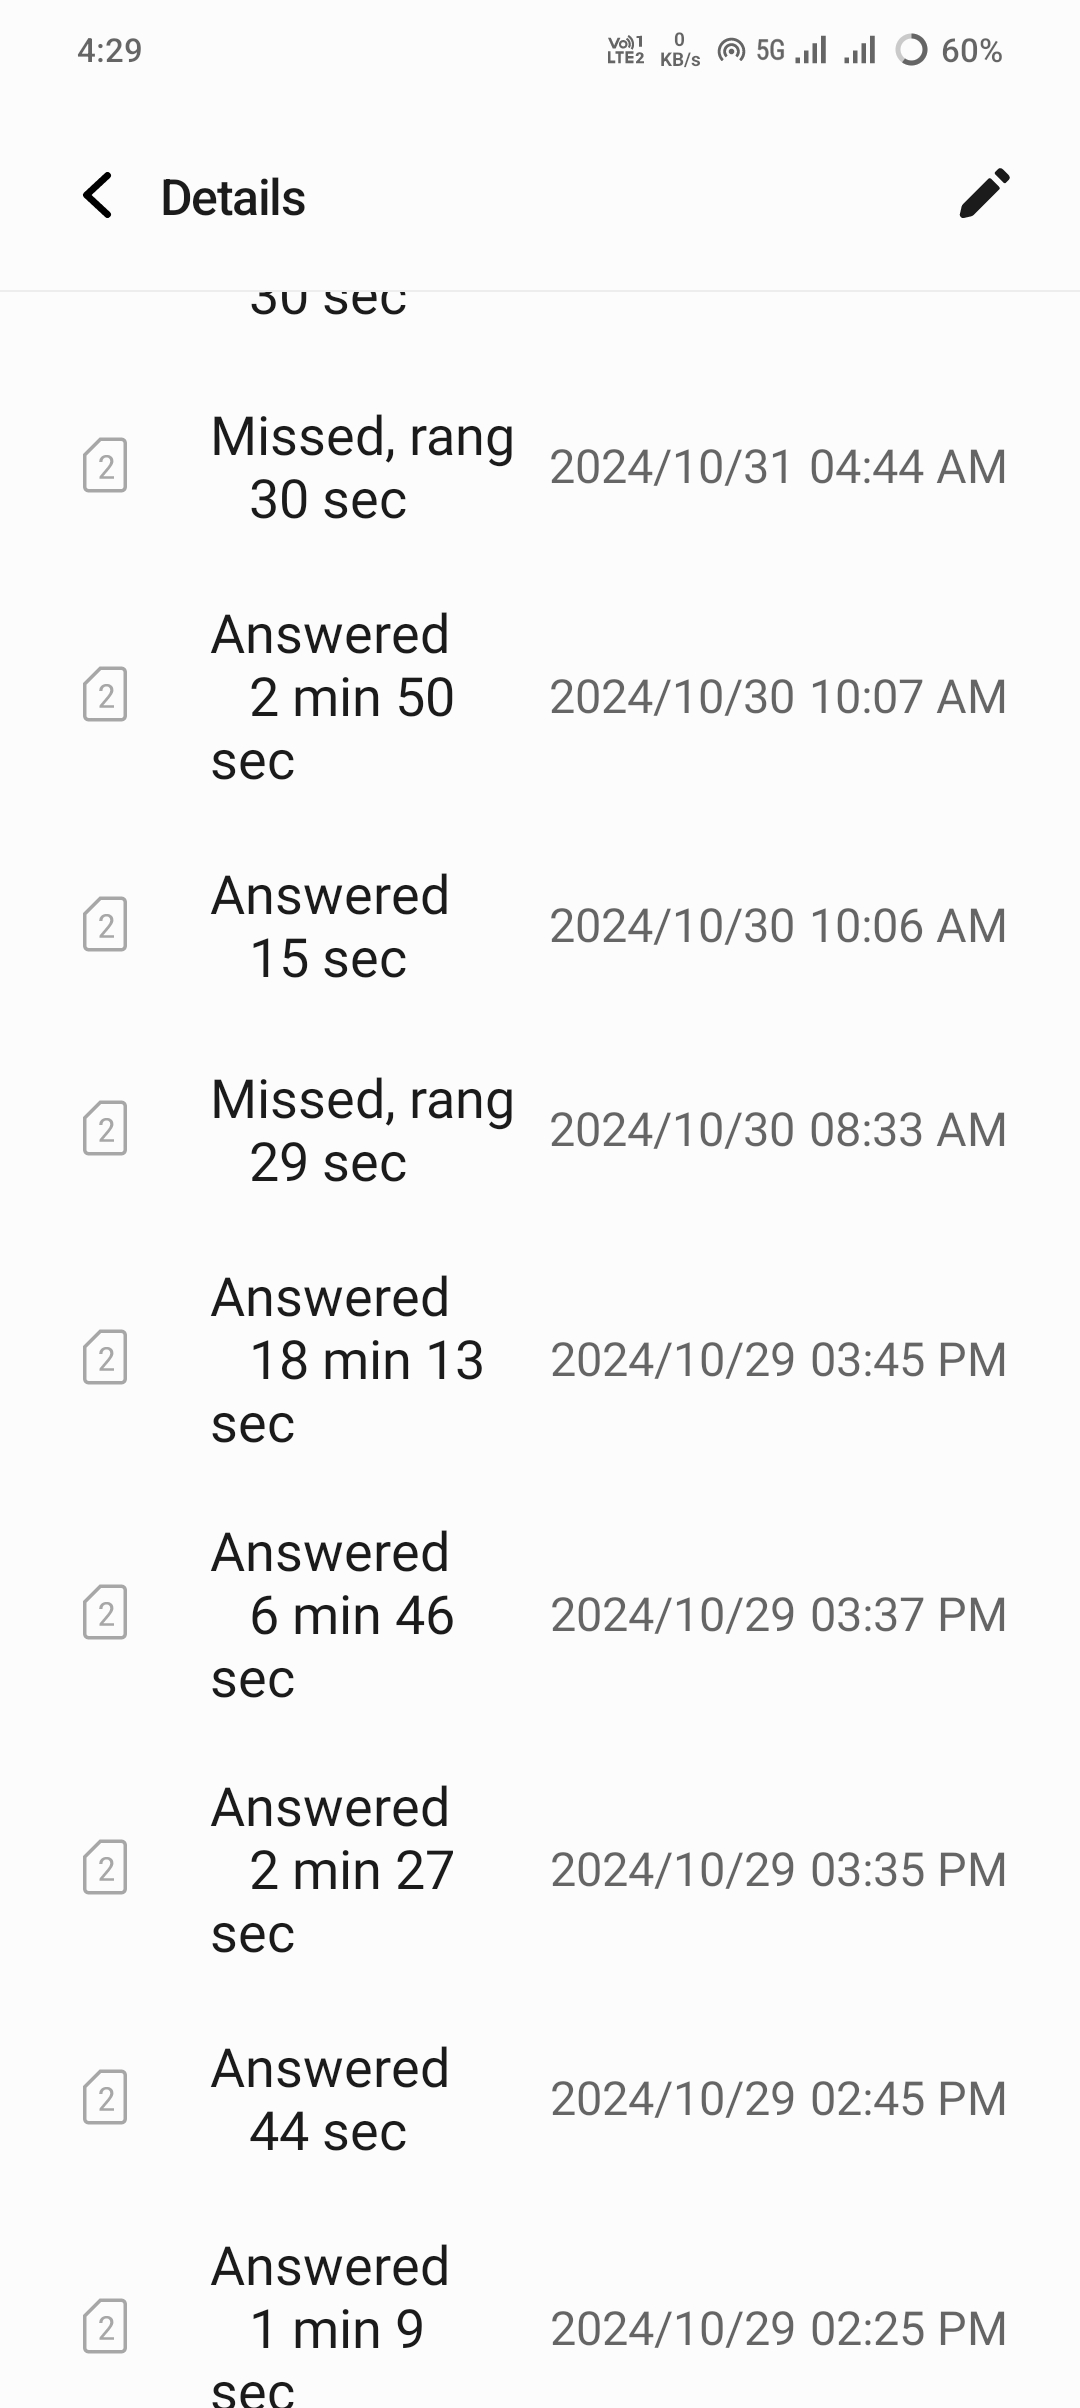 4:29
Vo)) 1
LTE2
0
KB/s
5G
60%
Details
30 sec
2
Missed, rang
30 sec
2024/10/31 04:44 AM
2
Answered
2 min 50
sec
2024/10/30 10:07 AM
2
Answered
15 sec
2024/10/30 10:06 AM
2
Missed, rang
29 sec
2024/10/30 08:33 AM
2
Answered
18 min 13
sec
2024/10/29 03:45 PM
2
Answered
6 min 46
sec
2024/10/29 03:37 PM
2
Answered
2 min 27
sec
2024/10/29 03:35 PM
2
Answered
44 sec
2024/10/29 02:45 PM
2
Answered
1 min 9
sec
2024/10/29 02:25 PM